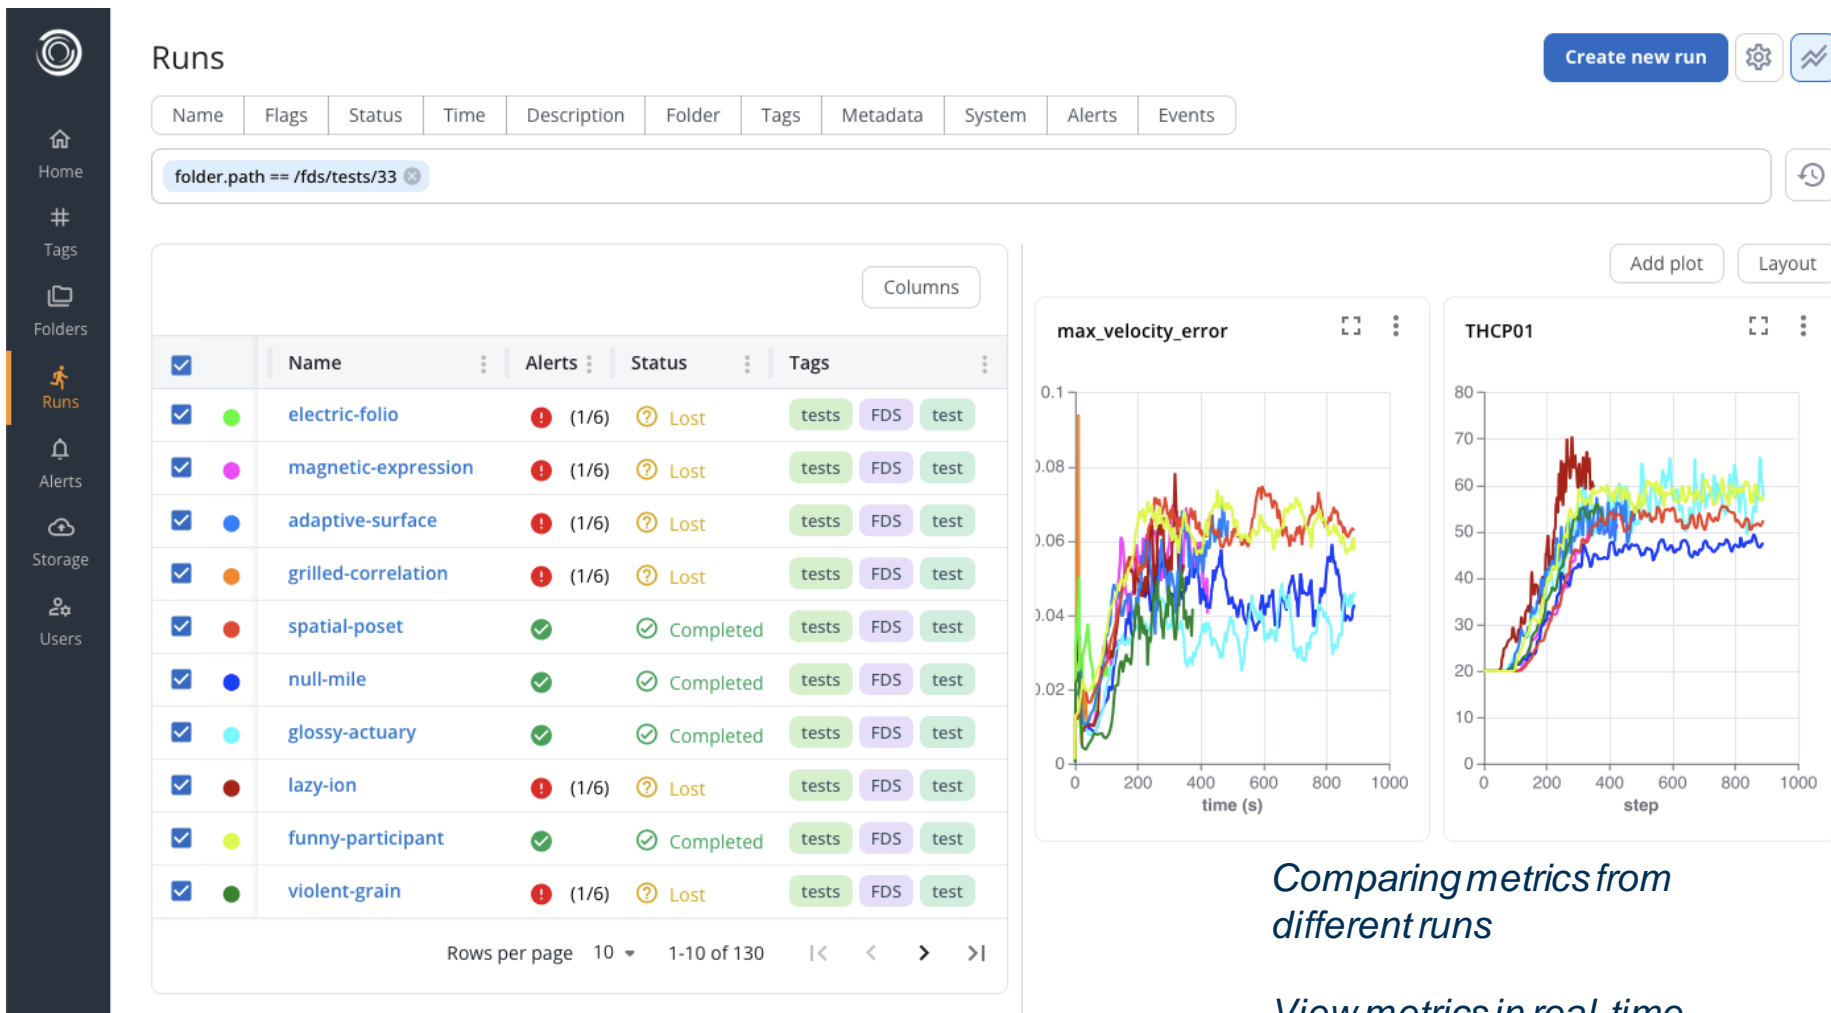 Runs
Create new run
Name Flags Status Time Description Folder Tags Metadata System Alerts Events
folder.path == /fds/tests/33
Home
Tags
Folders
Runs
Alerts
Storage
Users
Columns
Name Alerts Status Tags
electric-folio (1/6) Lost tests FDS test
magnetic-expression (1/6) Lost tests FDS test
adaptive-surface (1/6) Lost tests FDS test
grilled-correlation (1/6) Lost tests FDS test
spatial-poset Completed tests FDS test
null-mile Completed tests FDS test
glossy-actuary Completed tests FDS test
lazy-ion (1/6) Lost tests FDS test
funny-participant Completed tests FDS test
violent-grain (1/6) Lost tests FDS test
Rows per page 10 1-10 of 130
Add plot Layout
max_velocity_error
0.1
0.08
0.06
0.04
0.02
0
0 200 400 600 800 1000
time (s)
THCP01
80
70
60
50
40
30
20
10
0
0 200 400 600 800 1000
step
Comparing metrics from
different runs
View metrics in real-time